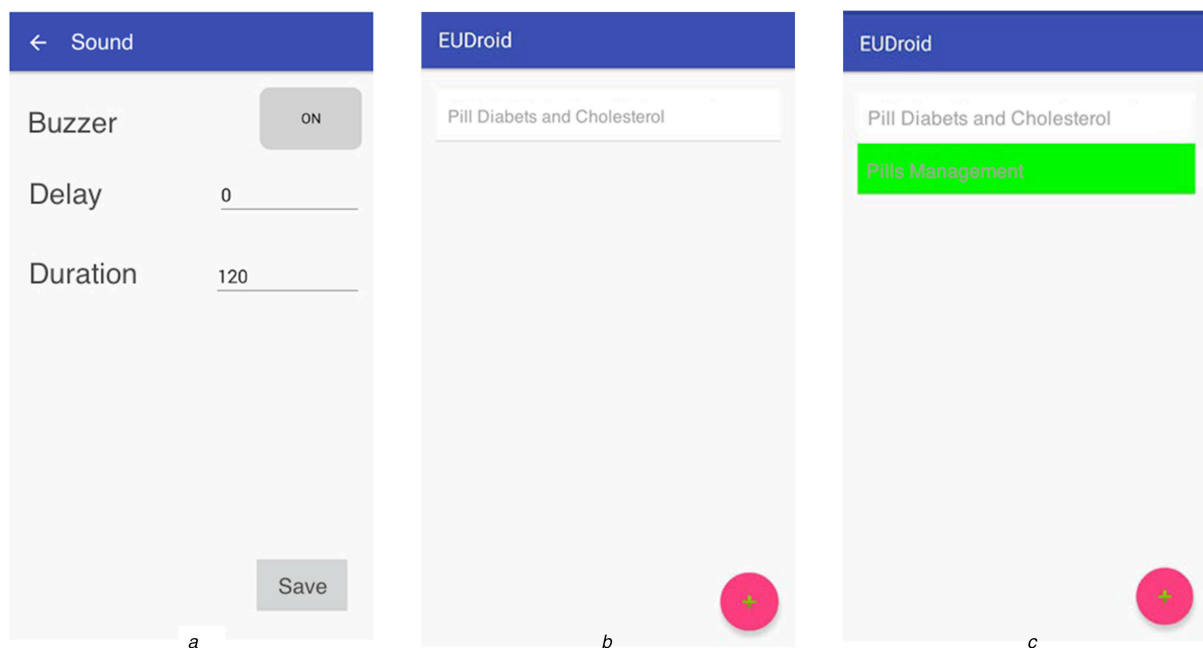 ← Sound
Buzzer ON
Delay 0
Duration 120
Save
a
EUDroid
Pill Diabets and Cholesterol
+
b
EUDroid
Pill Diabets and Cholesterol
Pills Management
+
c